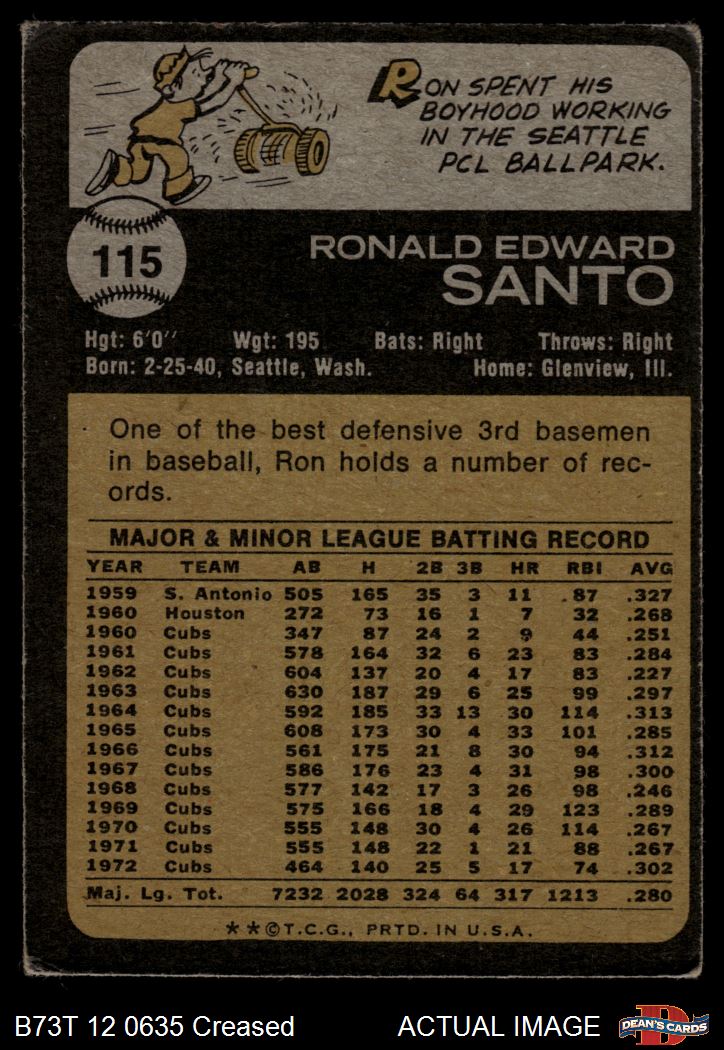 RON SPENT HIS
BOYHOOD WORKING
IN THE SEATTLE
PCL BALLPARK.
115
RONALD EDWARD
SANTO
Hgt: 6'0'' Wgt: 195 Bats: Right Throws: Right
Born: 2-25-40, Seattle, Wash. Home: Glenview, Ill.
One of the best defensive 3rd basemen
in baseball, Ron holds a number of rec-
ords.
MAJOR & MINOR LEAGUE BATTING RECORD
YEAR TEAM AB H 2B 3B HR RBI AVG
1959 S. Antonio 505 165 35 3 11 87 .327
1960 Houston 272 73 16 1 7 32 .268
1960 Cubs 347 87 24 2 9 44 .251
1961 Cubs 578 164 32 6 23 83 .284
1962 Cubs 604 137 20 4 17 83 .227
1963 Cubs 630 187 29 6 25 99 .297
1964 Cubs 592 185 33 13 30 114 .313
1965 Cubs 608 173 30 4 33 101 .285
1966 Cubs 561 175 21 8 30 94 .312
1967 Cubs 586 176 23 4 31 98 .300
1968 Cubs 577 142 17 3 26 98 .246
1969 Cubs 575 166 18 4 29 123 .289
1970 Cubs 555 148 30 4 26 114 .267
1971 Cubs 555 148 22 1 21 88 .267
1972 Cubs 464 140 25 5 17 74 .302
Maj. Lg. Tot. 7232 2028 324 64 317 1213 .280
**©T.C.G., PRTD. IN U.S.A.
B73T 12 0635 Creased ACTUAL IMAGE
D
DEAN'S CARDS